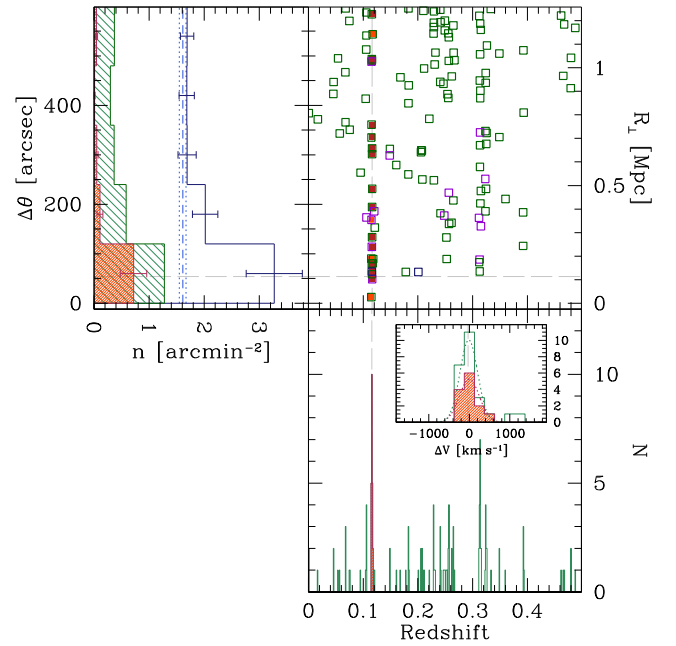 Δθ [arcsec]
400
200
0
0 1 2 3
n [arcmin⁻²]
1
0.5
0
R⊥ [Mpc]
10
8
6
4
2
0
−1000 0 1000
ΔV [km s⁻¹]
10
5
0
N
0 0.1 0.2 0.3 0.4
Redshift